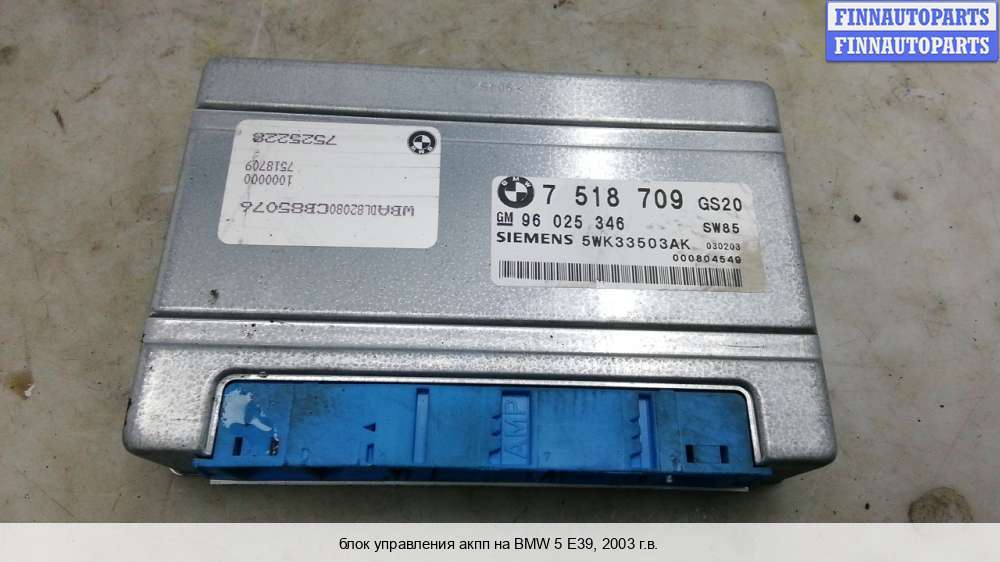 FINNAUTOPARTS
FINNAUTOPARTS
7525228
7518709
1000000
WBADL82080CB85076
BMW
7 518 709 GS20
GM 96 025 346 SW85
SIEMENS 5WK33503AK 030203
000804549
AMP
блок управления акпп на BMW 5 E39, 2003 г.в.